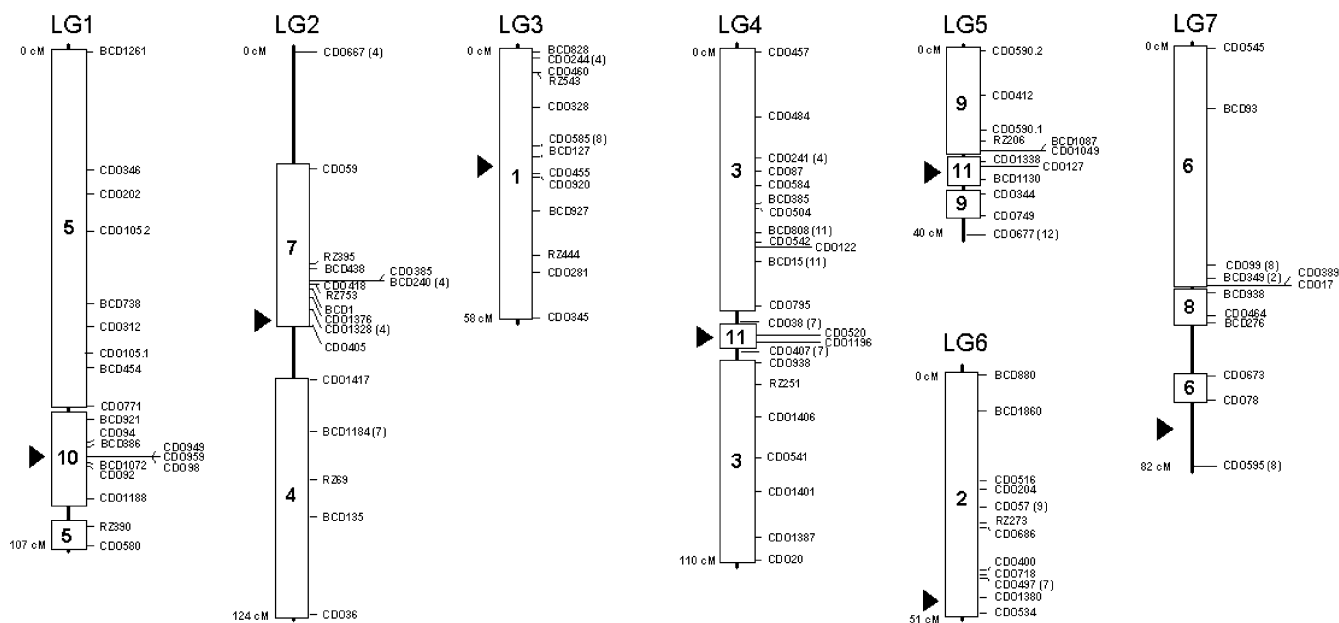 LG1
0 cM
BCD1261
CDO346
CDO202
CDO105.2
5
BCD738
CDO312
CDO105.1
BCD454
CDO771
BCD921
CDO94
BCD386
CDO949
CDO959
CDO98
10
BCD1072
CDO92
CDO1188
RZ390
5
CDO580
107 cM
LG2
0 cM
CDO667 (4)
CDO59
7
RZ395
BCD438
CDO385
BCD240 (4)
CDO418
RZ753
BCD1
CDO1376
CDO1328 (4)
CDO405
CDO1417
BCD1184 (7)
RZ69
4
BCD135
CDO36
124 cM
LG3
0 cM
BCD828
CDO244 (4)
CDO460
RZ543
CDO328
CDO585 (8)
BCD127
1
CDO455
CDO920
BCD927
RZ444
CDO281
CDO345
58 cM
LG4
0 cM
CDO457
CDO484
CDO241 (4)
CDO87
3
CDO584
BCD385
CDO504
BCD808 (11)
CDO542
CDO122
BCD15 (11)
CDO795
CDO38 (7)
CDO520
11
CDO1196
CDO407 (7)
CDO938
RZ251
CDO1406
CDO541
3
CDO1401
CDO1387
CDO20
110 cM
LG5
0 cM
CDO590.2
9
CDO412
CDO590.1
RZ206
BCD1087
CDO1049
CDO1338
CDO127
11
BCD1130
CDO344
9
CDO749
CDO677 (12)
40 cM
LG6
0 cM
BCD880
BCD1860
CDO516
CDO204
2
CDO57 (9)
RZ273
CDO686
CDO400
CDO718
CDO497 (7)
CDO1380
CDO534
51 cM
LG7
0 cM
CDO545
BCD93
6
CDO99 (8)
BCD349 (2)
CDO389
CDO17
BCD938
8
CDO464
BCD276
CDO673
6
CDO78
CDO595 (8)
82 cM